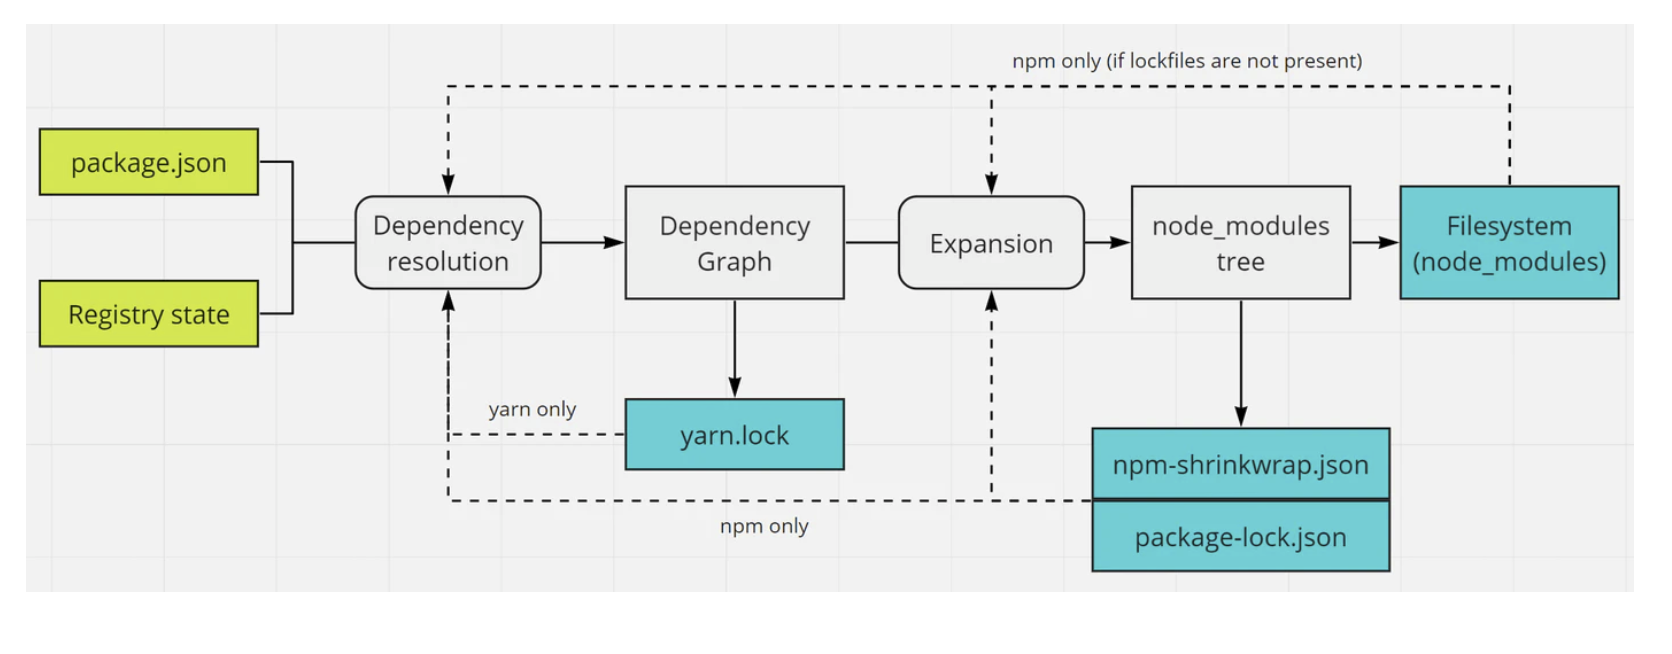 npm only (if lockfiles are not present)
package.json
Registry state
Dependency
resolution
Dependency
Graph
Expansion
node_modules
tree
Filesystem
(node_modules)
yarn only
yarn.lock
npm only
npm-shrinkwrap.json
package-lock.json